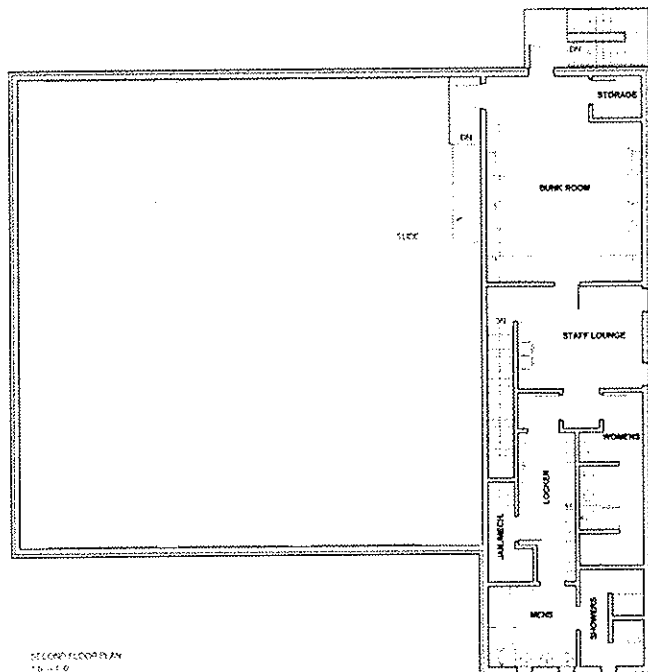 DN
STORAGE
DN
BUNK ROOM
SLIDE
DN
STAFF LOUNGE
WOMENS
LOCKER
JAN./MECH.
MENS
SHOWERS
SECOND FLOOR PLAN